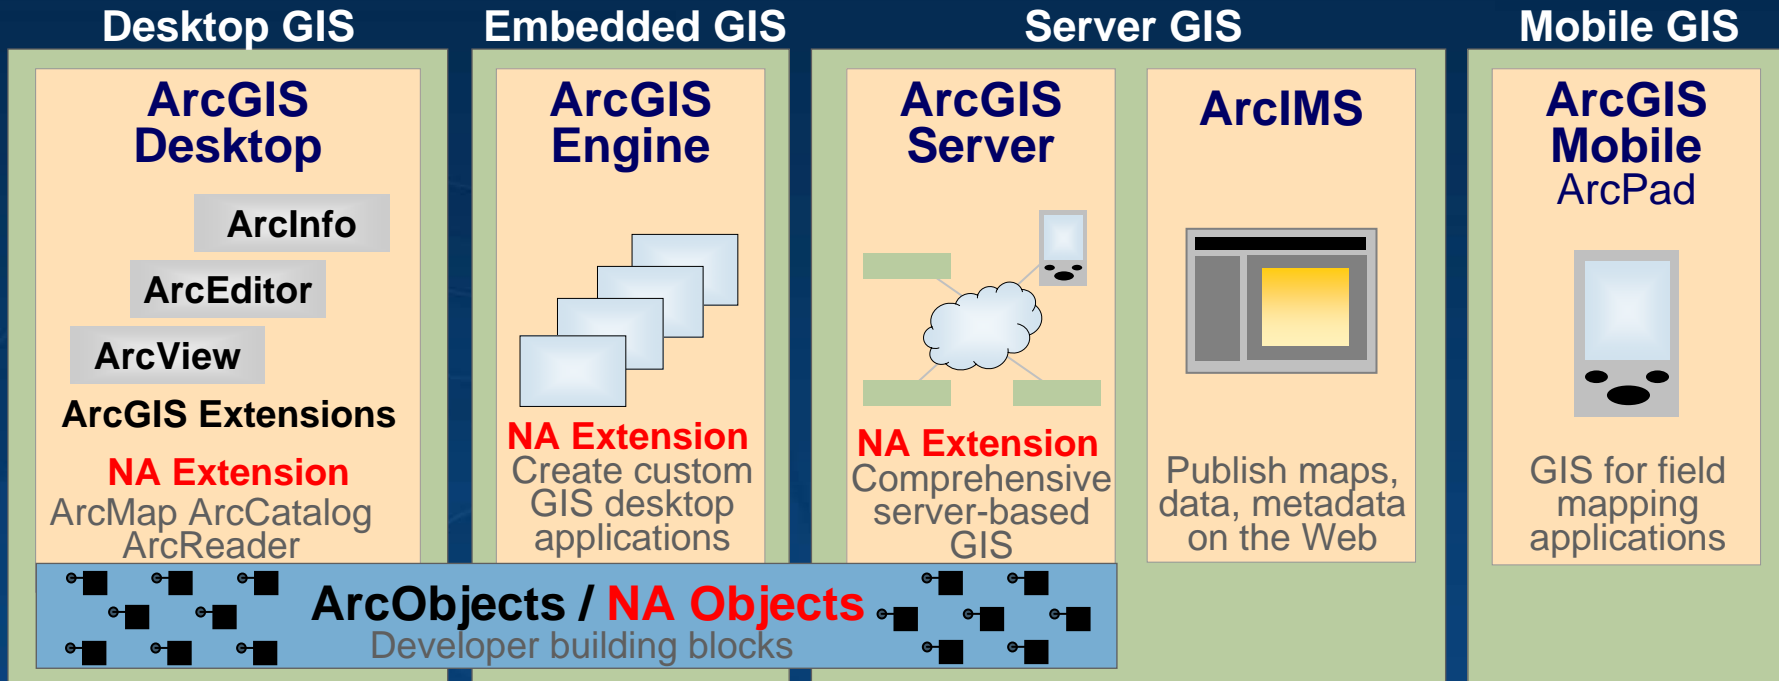 Desktop GIS
Embedded GIS
Server GIS
Mobile GIS
ArcGIS
Desktop
ArcInfo
ArcEditor
ArcView
ArcGIS Extensions
NA Extension
ArcMap ArcCatalog
ArcReader
ArcGIS
Engine
NA Extension
Create custom
GIS desktop
applications
ArcGIS
Server
NA Extension
Comprehensive
server-based
GIS
ArcIMS
Publish maps,
data, metadata
on the Web
ArcGIS
Mobile
ArcPad
GIS for field
mapping
applications
ArcObjects / NA Objects
Developer building blocks